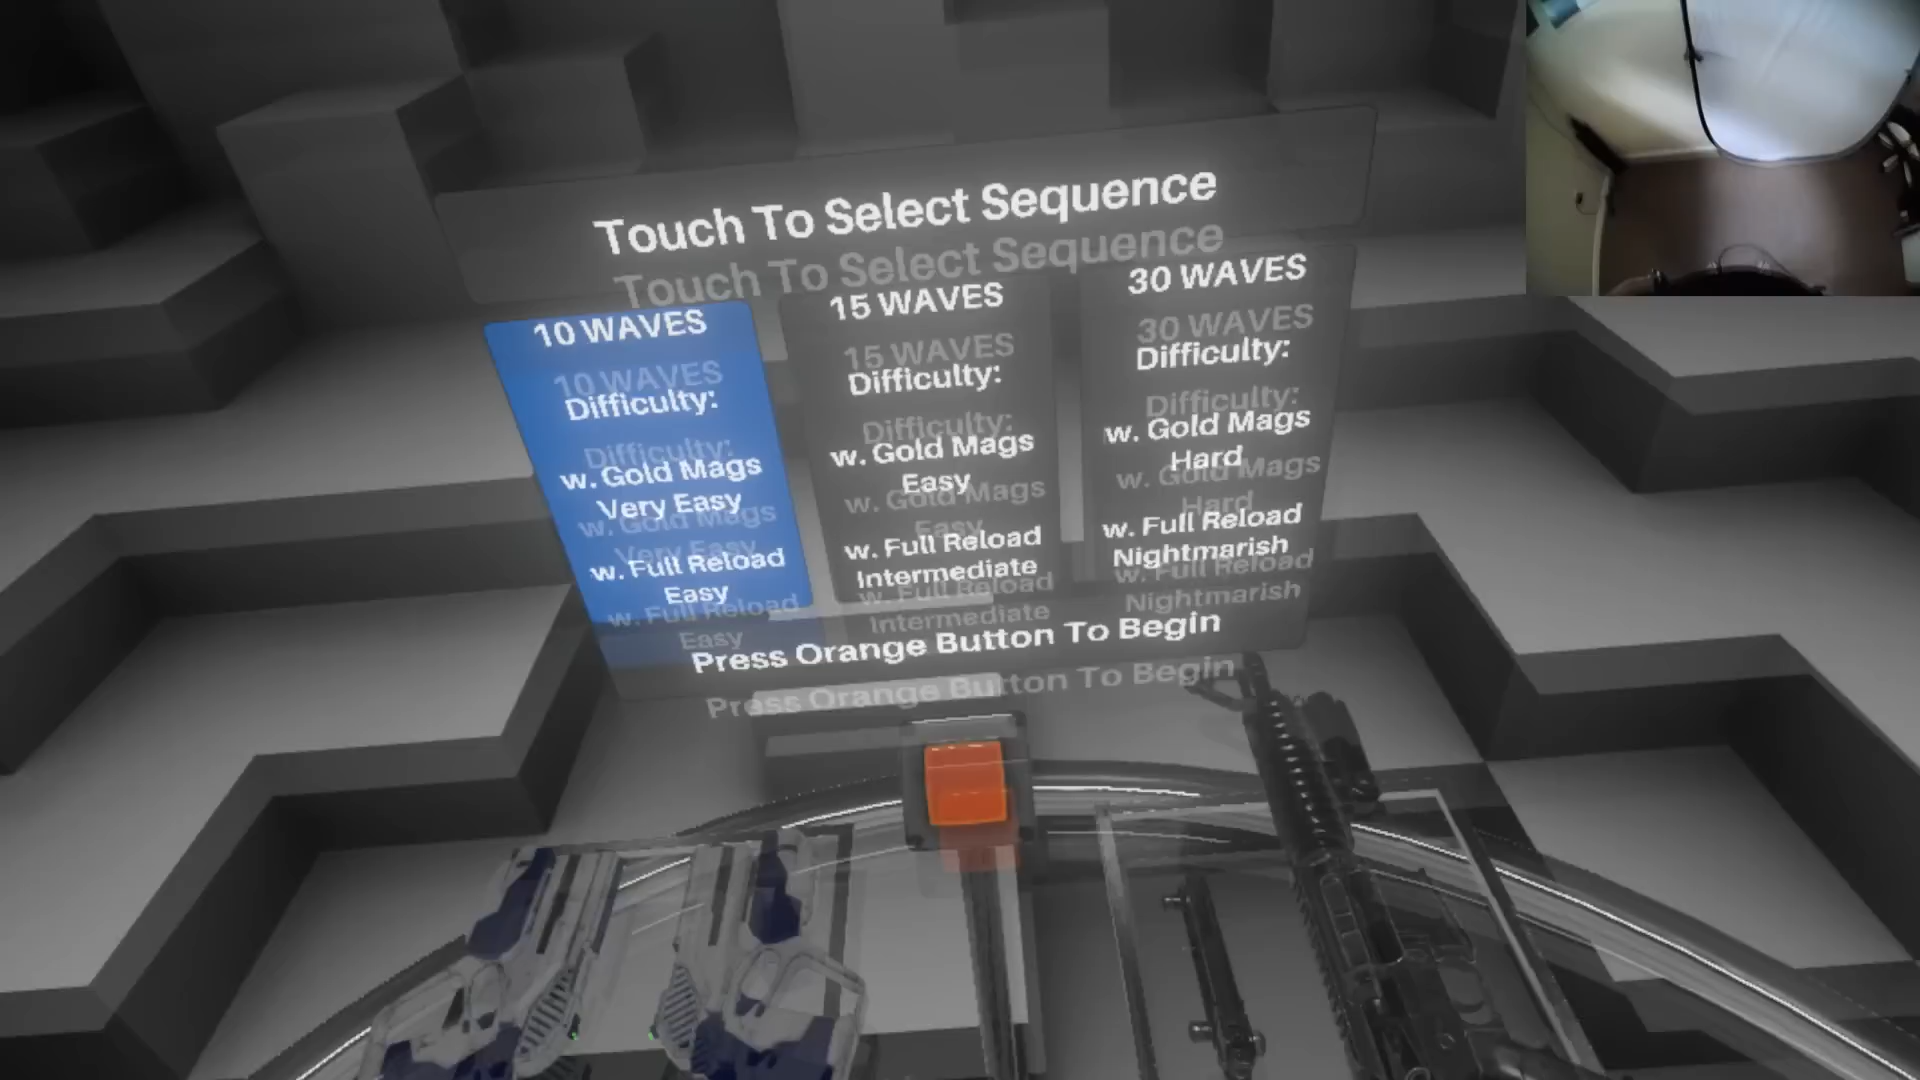 Touch To Select Sequence
10 WAVES
Difficulty:
w. Gold Mags
Very Easy
w. Full Reload
Easy
15 WAVES
Difficulty:
w. Gold Mags
Easy
w. Full Reload
Intermediate
30 WAVES
Difficulty:
w. Gold Mags
Hard
w. Full Reload
Nightmarish
Press Orange Button To Begin